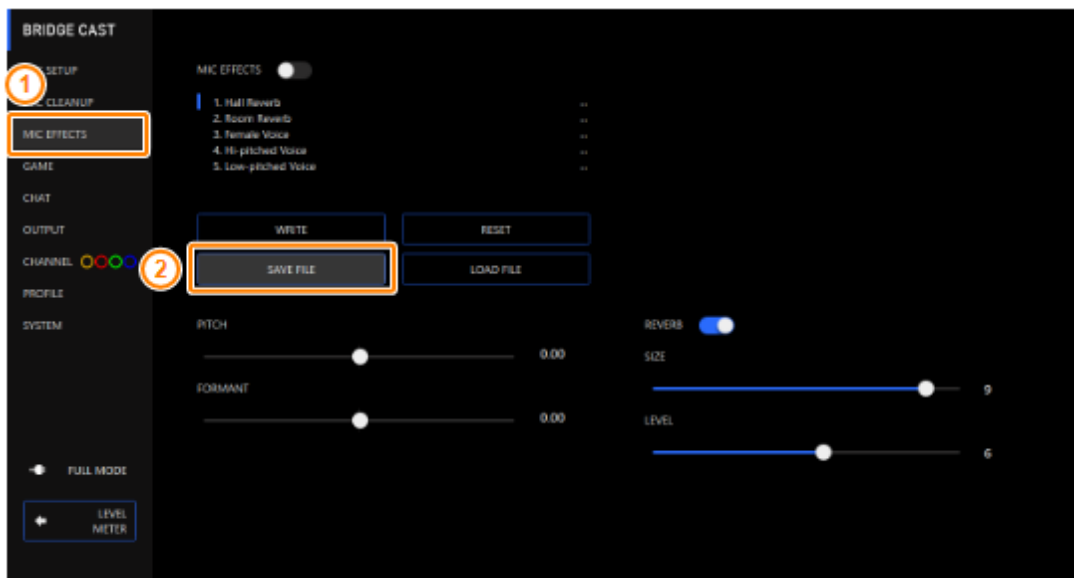 BRIDGE CAST
SETUP
1
CLEANUP
MIC EFFECTS
GAME
CHAT
OUTPUT
CHANNEL
PROFILE
SYSTEM
FULL MODE
LEVEL
METER
MIC EFFECTS
1. Hall Reverb
2. Room Reverb
3. Female Voice
4. Hi-pitched Voice
5. Low-pitched Voice
WRITE RESET
2
SAVE FILE LOAD FILE
PITCH
0.00
FORMANT
0.00
REVERB
SIZE
9
LEVEL
6